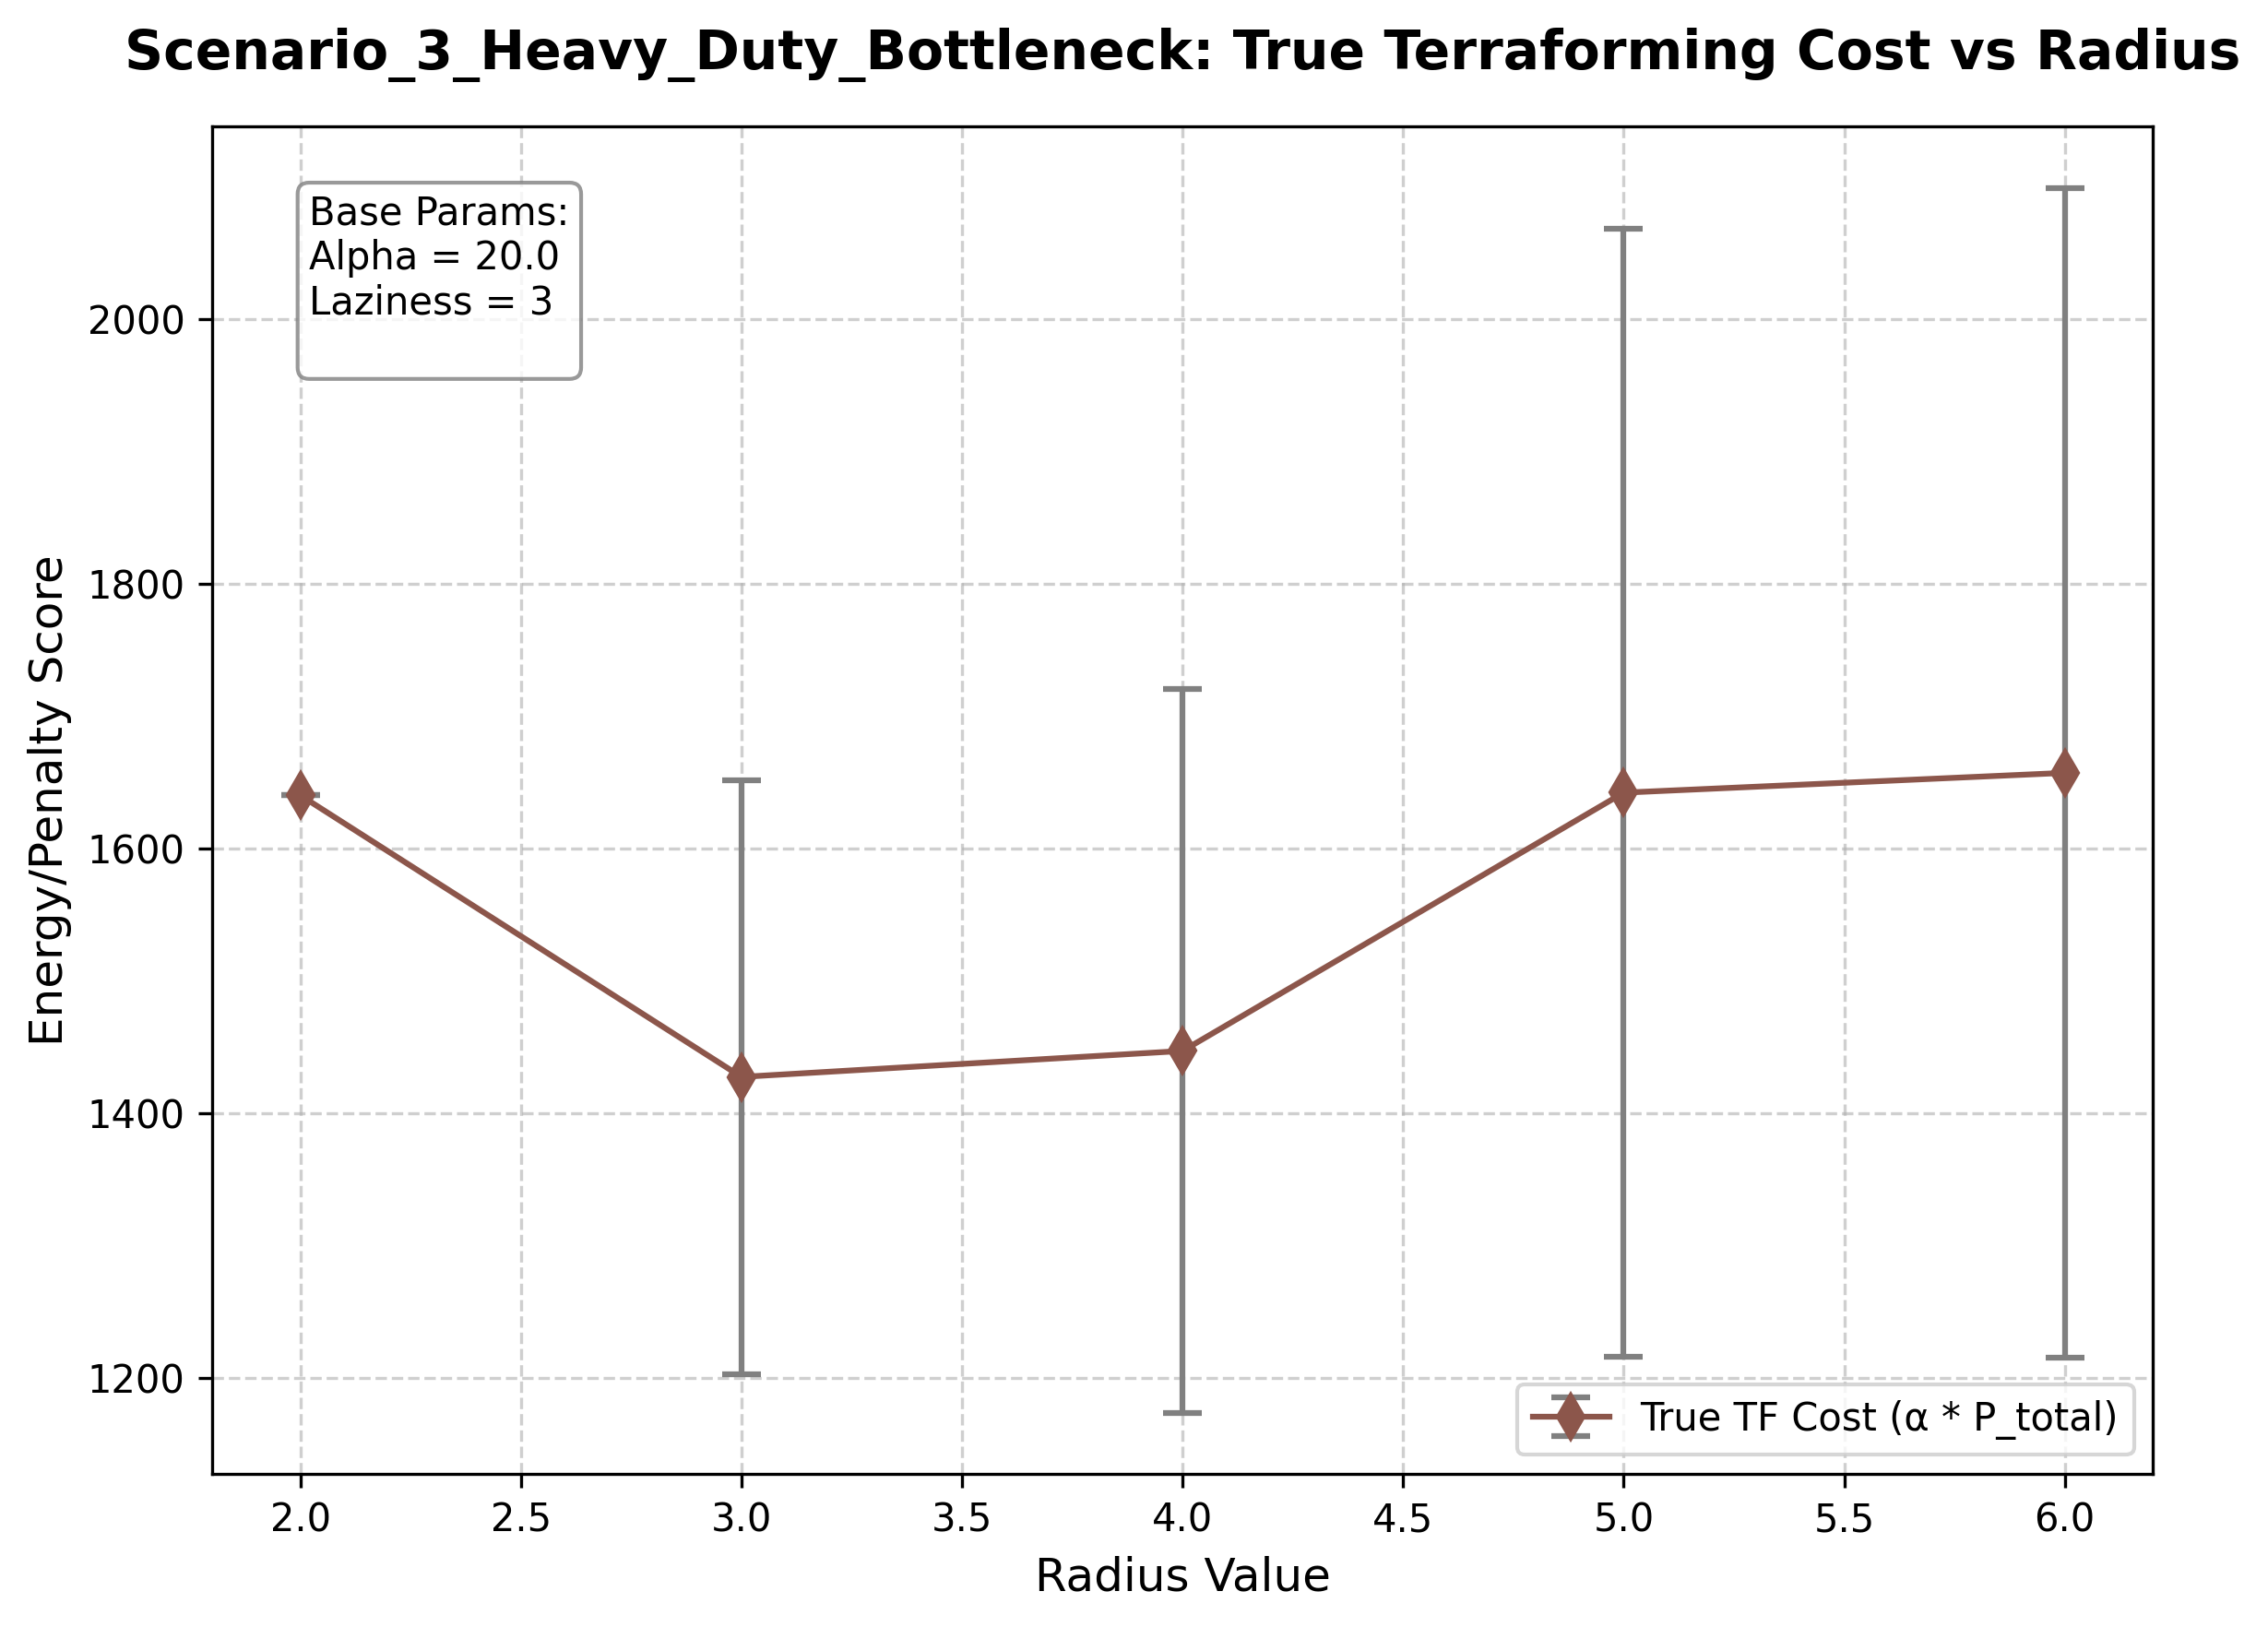 Scenario_3_Heavy_Duty_Bottleneck: True Terraforming Cost vs Radius
Base Params:
Alpha = 20.0
Laziness = 3
Energy/Penalty Score
2000
1800
1600
1400
1200
True TF Cost (α * P_total)
2.0 2.5 3.0 3.5 4.0 4.5 5.0 5.5 6.0
Radius Value